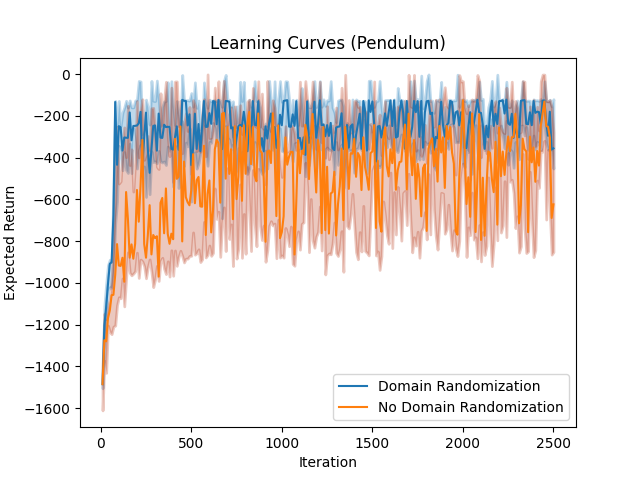 Learning Curves (Pendulum)
0
−200
−400
−600
−800
−1000
−1200
−1400
−1600
Expected Return
Domain Randomization
No Domain Randomization
0 500 1000 1500 2000 2500
Iteration